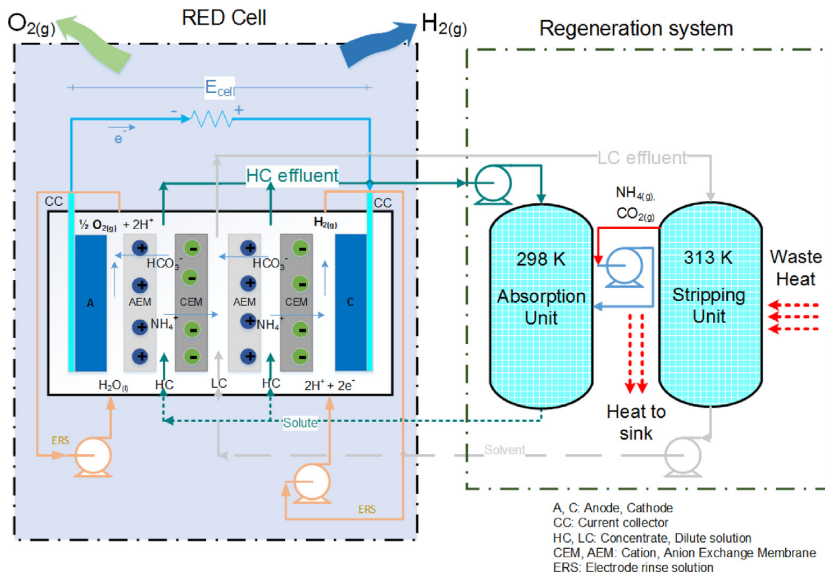 O2(g)
RED Cell
H2(g)
Regeneration system
Ecell
-
+
e-
HC effluent
LC effluent
CC
CC
½ O2(g) + 2H+
H2(g)
NH4(g),
CO2(g)
HCO3-
HCO3-
A
AEM
CEM
AEM
CEM
C
NH4+
NH4+
298 K
Absorption
Unit
313 K
Stripping
Unit
Waste
Heat
H2O(l)
HC
LC
HC
2H+ + 2e-
Heat to
sink
Solute
Solvent
ERS
ERS
A, C: Anode, Cathode
CC: Current collector
HC, LC: Concentrate, Dilute solution
CEM, AEM: Cation, Anion Exchange Membrane
ERS: Electrode rinse solution